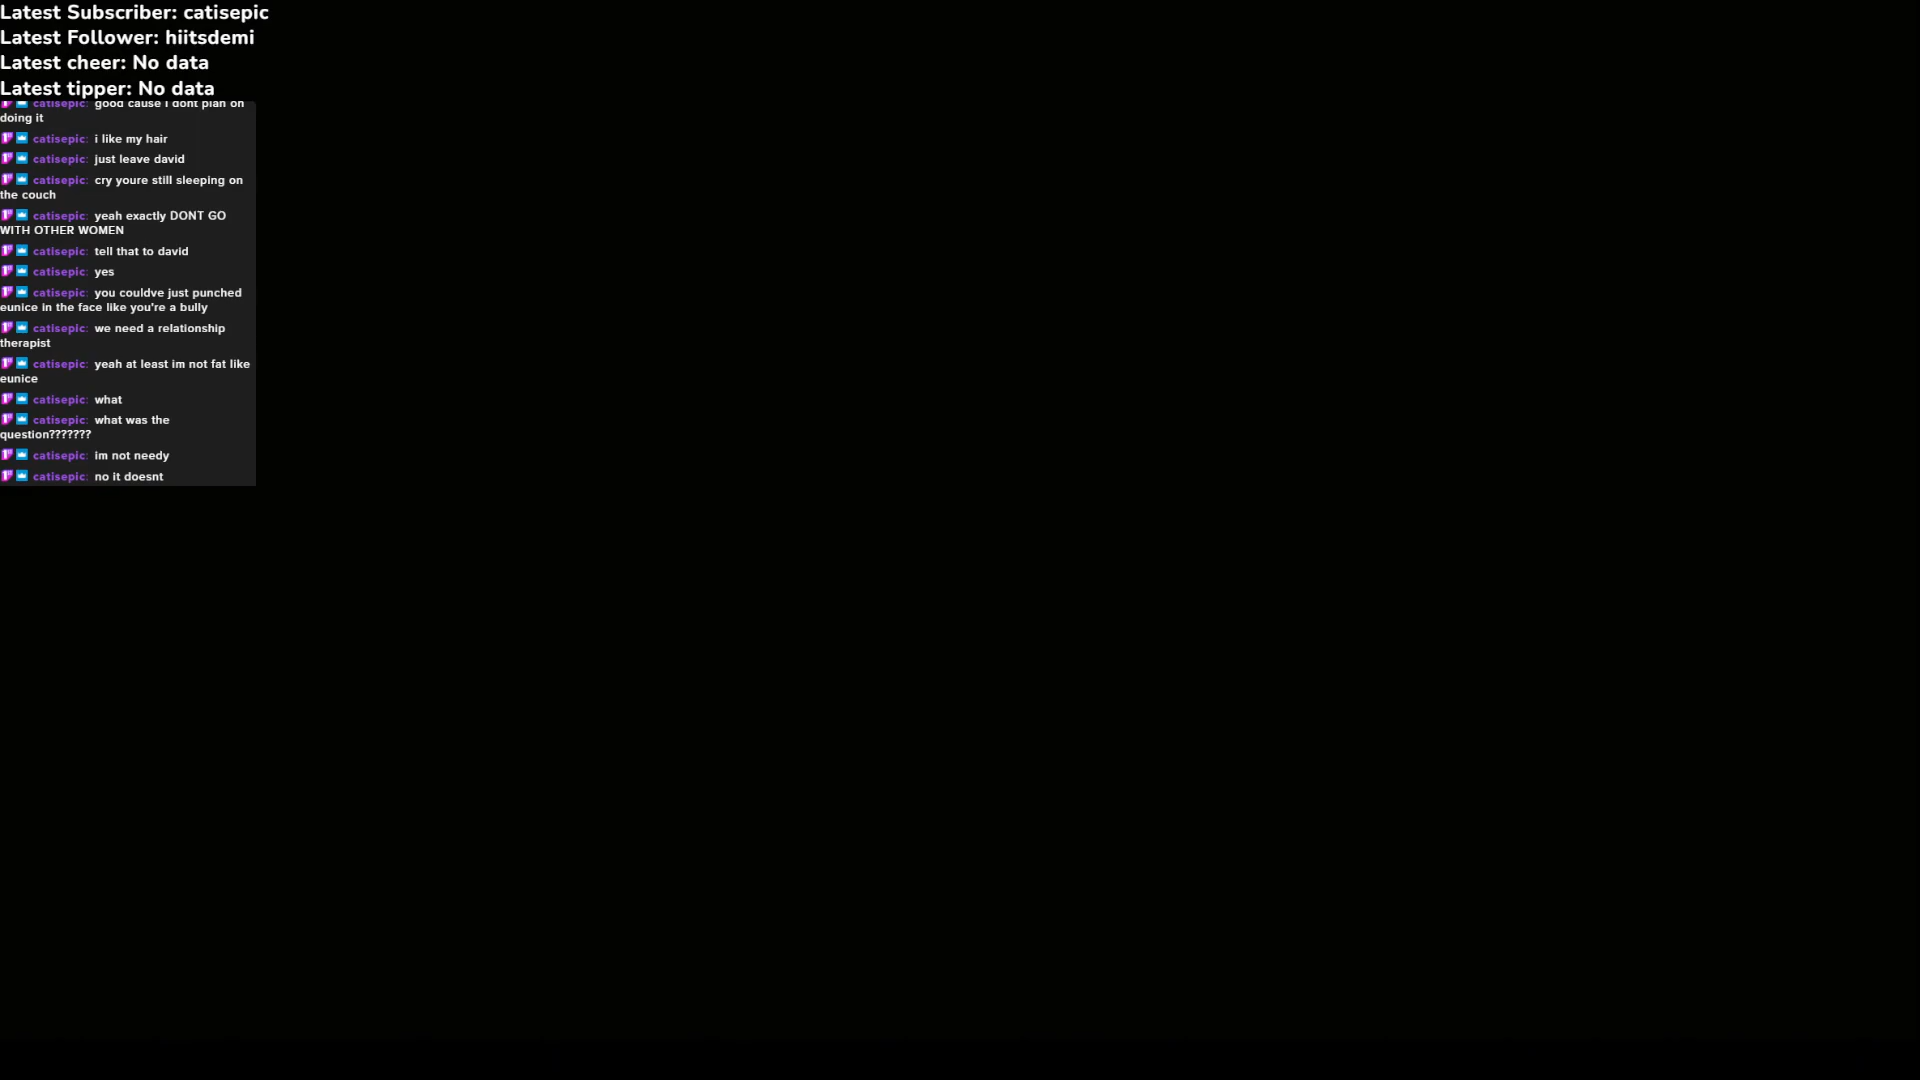 Latest Subscriber: catisepic
Latest Follower: hiitsdemi
Latest cheer: No data
Latest tipper: No data
catisepic: good cause i dont plan on
doing it
catisepic: i like my hair
catisepic: just leave david
catisepic: cry youre still sleeping on
the couch
catisepic: yeah exactly DONT GO
WITH OTHER WOMEN
catisepic: tell that to david
catisepic: yes
catisepic: you couldve just punched
eunice in the face like you're a bully
catisepic: we need a relationship
therapist
catisepic: yeah at least im not fat like
eunice
catisepic: what
catisepic: what was the
question???????
catisepic: im not needy
catisepic: no it doesnt